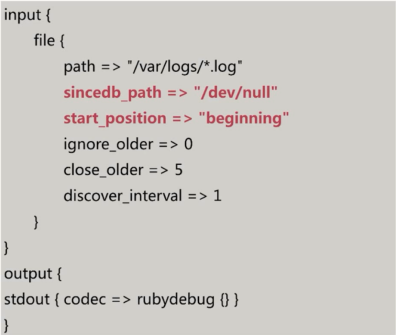 input {
    file {
        path => "/var/logs/*.log"
        sincedb_path => "/dev/null"
        start_position => "beginning"
        ignore_older => 0
        close_older => 5
        discover_interval => 1
    }
}
output {
stdout { codec => rubydebug {} }
}